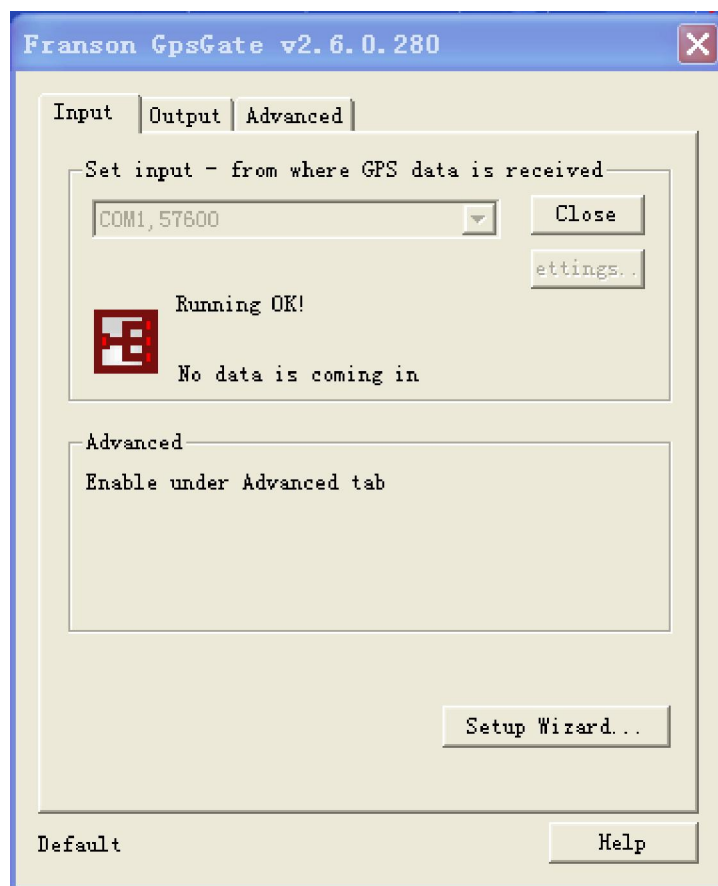 Franson GpsGate v2.6.0.280
Input Output Advanced
Set input - from where GPS data is received
COM1,57600
Close
ettings..
Running OK!
No data is coming in
Advanced
Enable under Advanced tab
Setup Wizard...
Default
Help